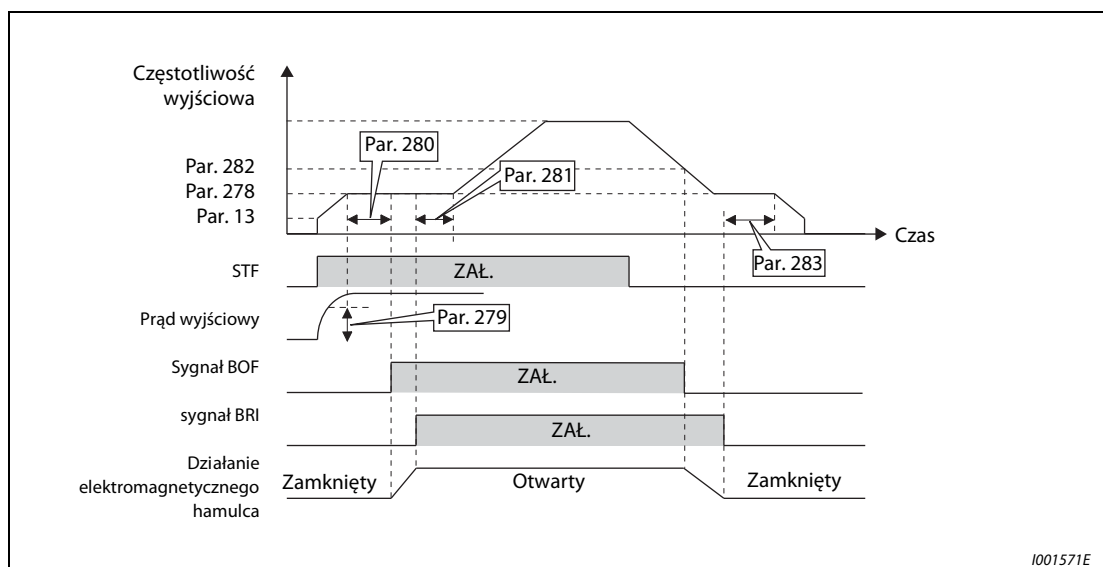 Częstotliwość
wyjściowa
Par. 280
Par. 282
Par. 281
Par. 278
Par. 13
Czas
Par. 283
STF
ZAŁ.
Prąd wyjściowy
Par. 279
Sygnał BOF
ZAŁ.
sygnał BRI
ZAŁ.
Działanie
elektromagnetycznego
hamulca
Zamknięty
Otwarty
Zamknięty
I001571E